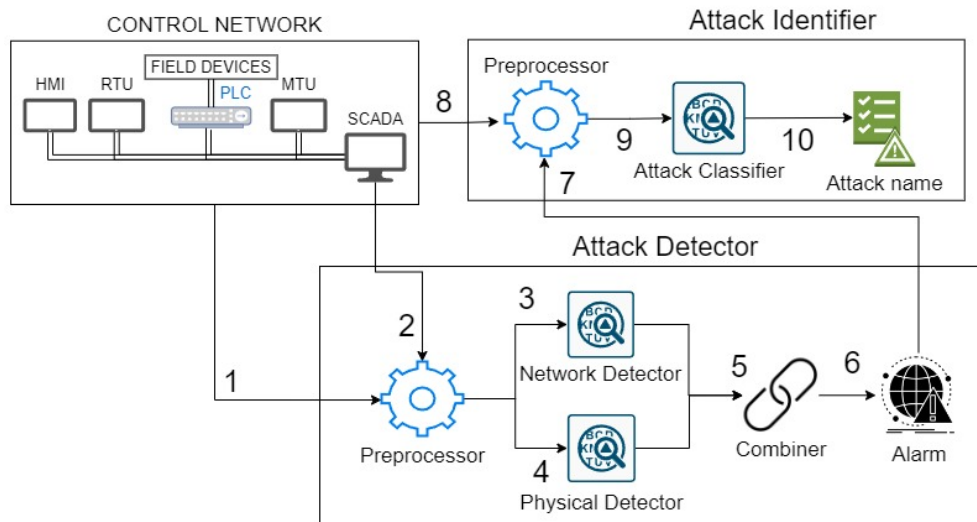 CONTROL NETWORK
Attack Identifier
FIELD DEVICES
HMI
RTU
PLC
MTU
SCADA
8
Preprocessor
9
Attack Classifier
10
Attack name
7
Attack Detector
1
2
Preprocessor
3
Network Detector
4
Physical Detector
5
Combiner
6
Alarm